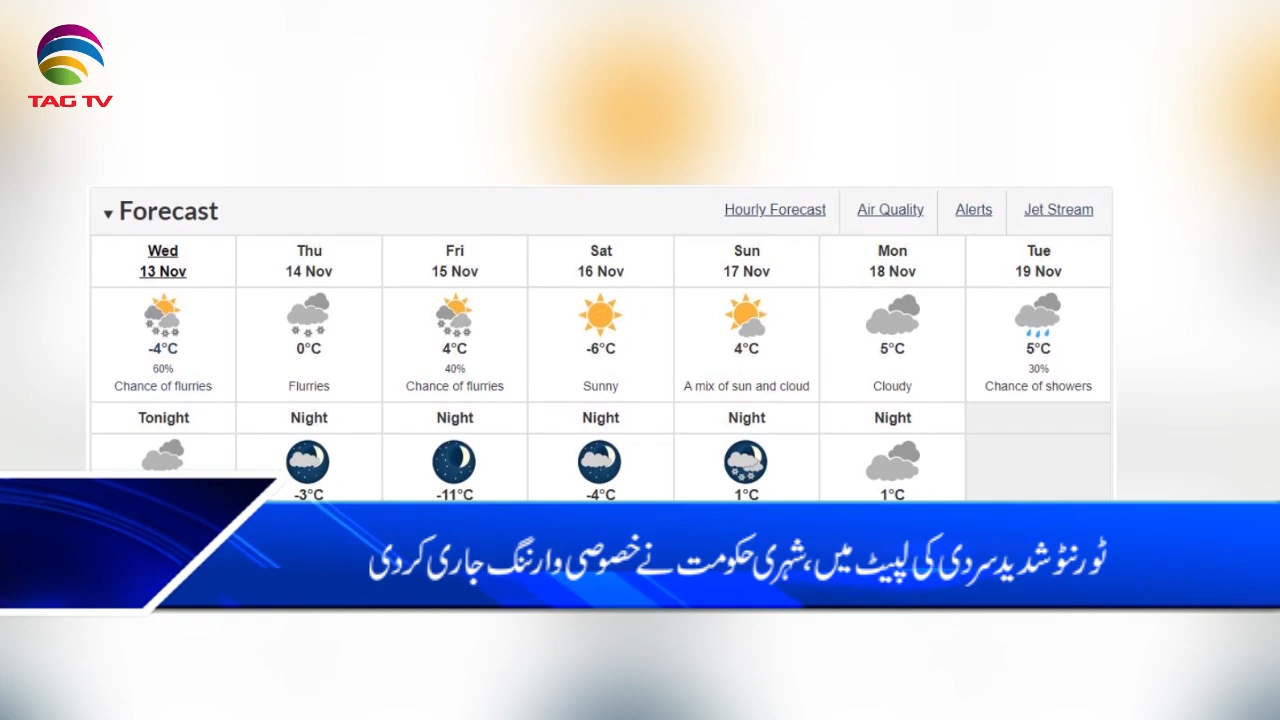 TAG TV
▾ Forecast Hourly Forecast Air Quality Alerts Jet Stream
Wed Thu Fri Sat Sun Mon Tue
13 Nov 14 Nov 15 Nov 16 Nov 17 Nov 18 Nov 19 Nov
-4°C 0°C 4°C -6°C 4°C 5°C 5°C
60% 40% 30%
Chance of flurries Flurries Chance of flurries Sunny A mix of sun and cloud Cloudy Chance of showers
Tonight Night Night Night Night Night
-3°C -11°C -4°C 1°C 1°C
ٹورنٹو شدید سردی کی لپیٹ میں، شہری حکومت نے خصوصی وارننگ جاری کر دی